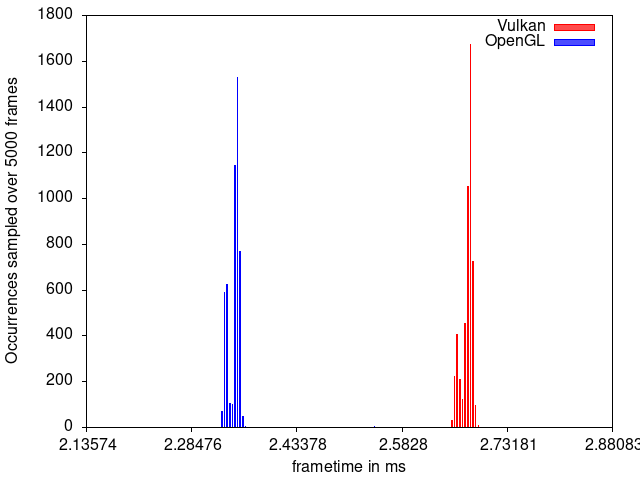 1800
1600
1400
1200
1000
800
600
400
200
0
Occurrences sampled over 5000 frames
Vulkan
OpenGL
2.13574 2.28476 2.43378 2.5828 2.73181 2.88083
frametime in ms